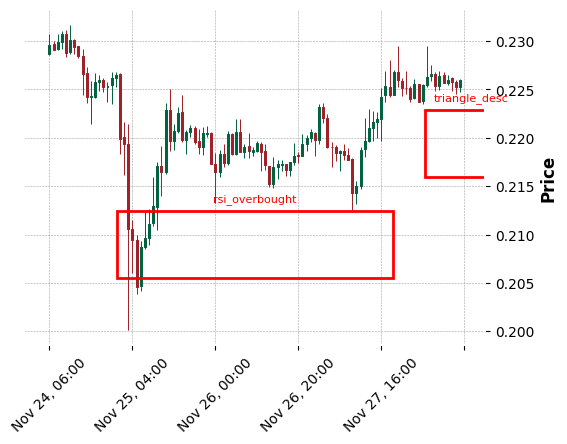 0.230
0.225
triangle_desc
0.220
0.215
rsi_overbought
0.210
0.205
0.200
Price
Nov 24, 06:00
Nov 25, 04:00
Nov 26, 00:00
Nov 26, 20:00
Nov 27, 16:00